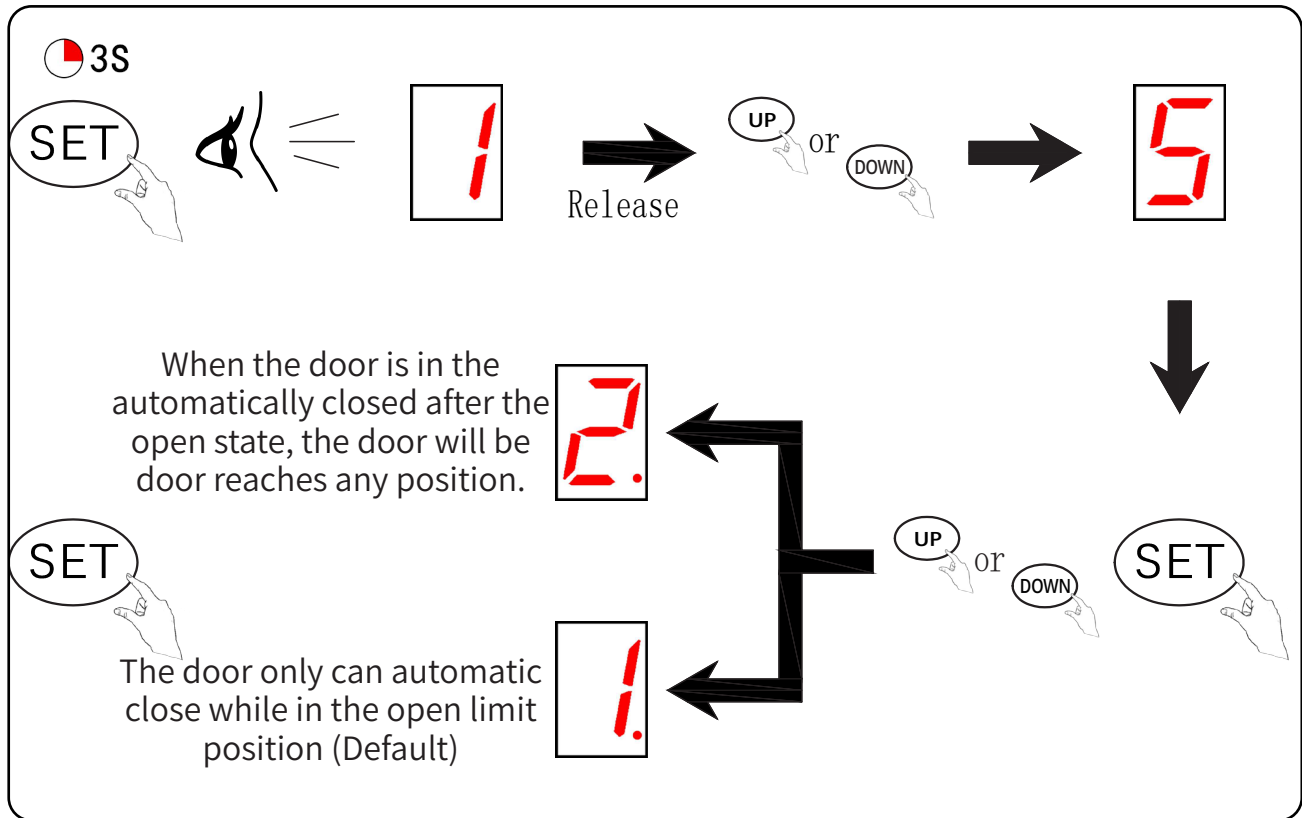 3S
SET
1
Release
UP
or
DOWN
5
When the door is in the
automatically closed after the
open state, the door will be
door reaches any position.
2.
SET
UP
or
DOWN
SET
The door only can automatic
close while in the open limit
position (Default)
1.